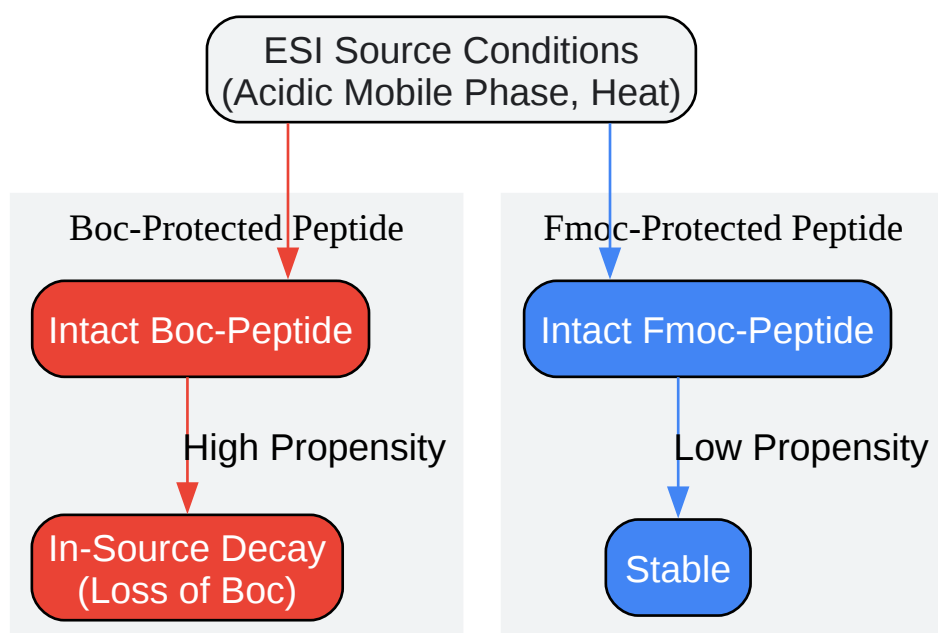 ESI Source Conditions
(Acidic Mobile Phase, Heat)
Boc-Protected Peptide
Intact Boc-Peptide
High Propensity
In-Source Decay
(Loss of Boc)
Fmoc-Protected Peptide
Intact Fmoc-Peptide
Low Propensity
Stable